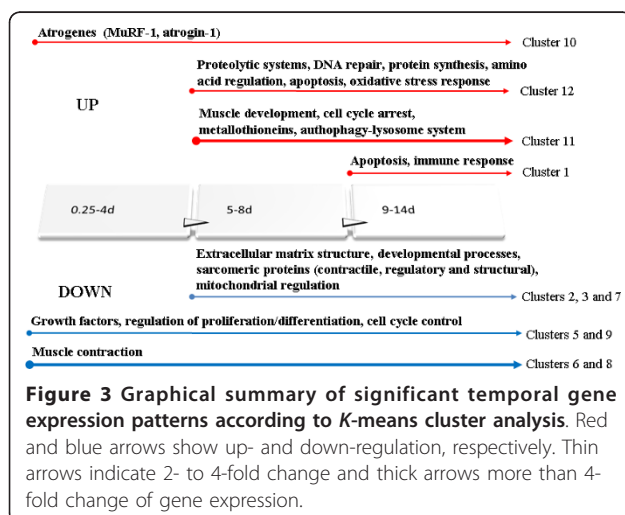 Atrogenes (MuRF-1, atrogin-1)
Cluster 10
Proteolytic systems, DNA repair, protein synthesis, amino
acid regulation, apoptosis, oxidative stress response
Cluster 12
UP
Muscle development, cell cycle arrest,
metallothioneins, authophagy-lysosome system
Cluster 11
Apoptosis, immune response
Cluster 1
0.25-4d
5-8d
9-14d
Extracellular matrix structure, developmental processes,
sarcomeric proteins (contractile, regulatory and structural),
mitochondrial regulation
DOWN
Clusters 2, 3 and 7
Growth factors, regulation of proliferation/differentiation, cell cycle control
Clusters 5 and 9
Muscle contraction
Clusters 6 and 8
Figure 3 Graphical summary of significant temporal gene
expression patterns according to K-means cluster analysis. Red
and blue arrows show up- and down-regulation, respectively. Thin
arrows indicate 2- to 4-fold change and thick arrows more than 4-
fold change of gene expression.